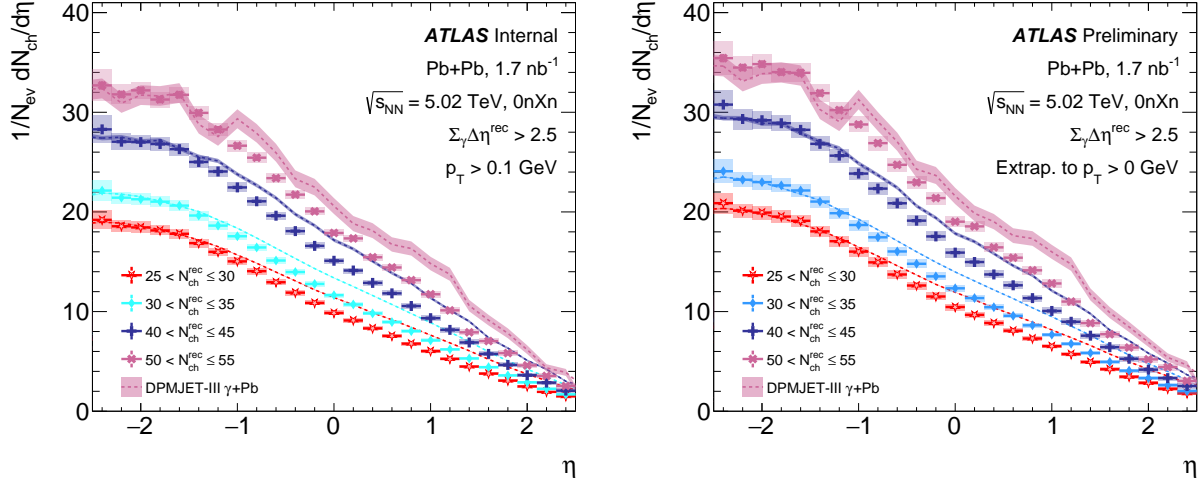 1/N_ev dN_ch/dη
40
30
20
10
0
ATLAS Internal
Pb+Pb, 1.7 nb⁻¹
√s_NN = 5.02 TeV, 0nXn
Σ_γΔη^rec > 2.5
p_T > 0.1 GeV
25 < N_ch^rec ≤ 30
30 < N_ch^rec ≤ 35
40 < N_ch^rec ≤ 45
50 < N_ch^rec ≤ 55
DPMJET-III γ+Pb
−2 −1 0 1 2
η
1/N_ev dN_ch/dη
40
30
20
10
0
ATLAS Preliminary
Pb+Pb, 1.7 nb⁻¹
√s_NN = 5.02 TeV, 0nXn
Σ_γΔη^rec > 2.5
Extrap. to p_T > 0 GeV
25 < N_ch^rec ≤ 30
30 < N_ch^rec ≤ 35
40 < N_ch^rec ≤ 45
50 < N_ch^rec ≤ 55
DPMJET-III γ+Pb
−2 −1 0 1 2
η